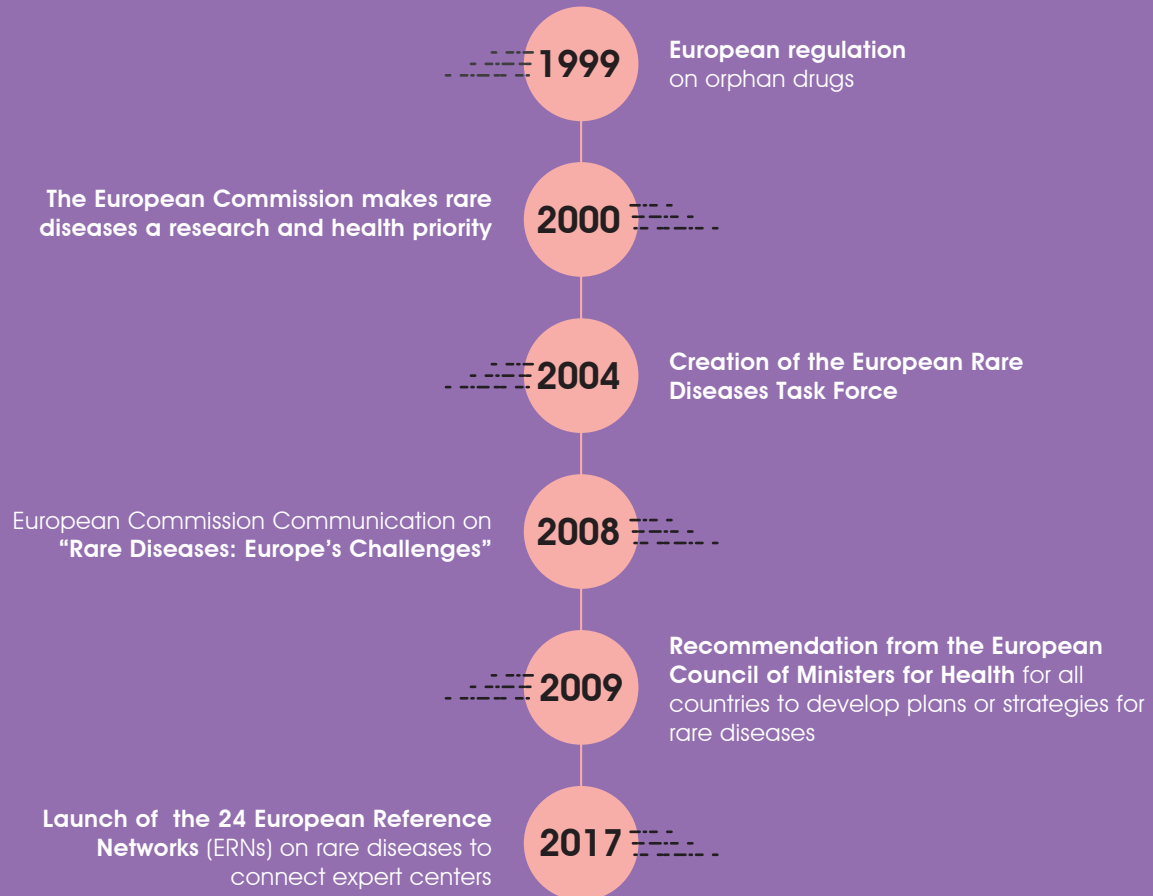 1999
European regulation
on orphan drugs
The European Commission makes rare
diseases a research and health priority
2000
2004
Creation of the European Rare
Diseases Task Force
European Commission Communication on
“Rare Diseases: Europe’s Challenges”
2008
2009
Recommendation from the European
Council of Ministers for Health for all
countries to develop plans or strategies for
rare diseases
Launch of  the 24 European Reference
Networks (ERNs) on rare diseases to
connect expert centers
2017